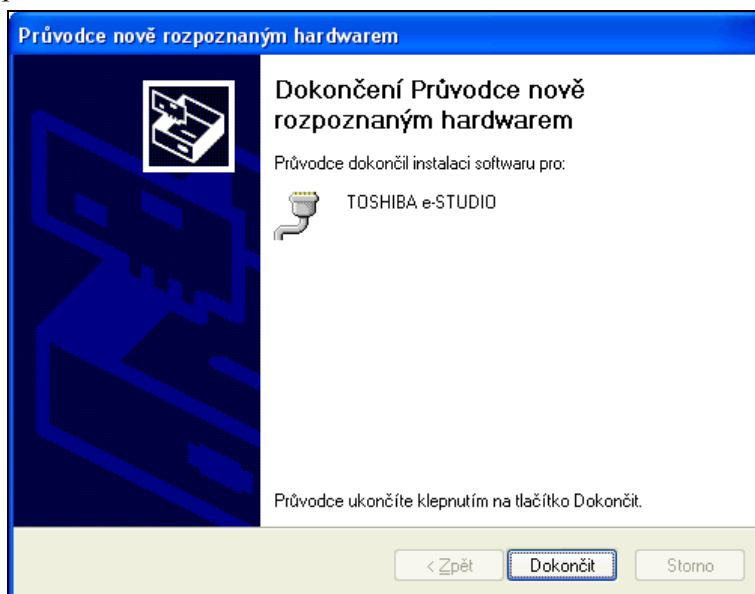 Průvodce nově rozpoznaným hardwarem
Dokončení Průvodce nově
rozpoznaným hardwarem
Průvodce dokončil instalaci softwaru pro:
TOSHIBA e-STUDIO
Průvodce ukončíte klepnutím na tlačítko Dokončit.
< Zpět
Dokončit
Storno